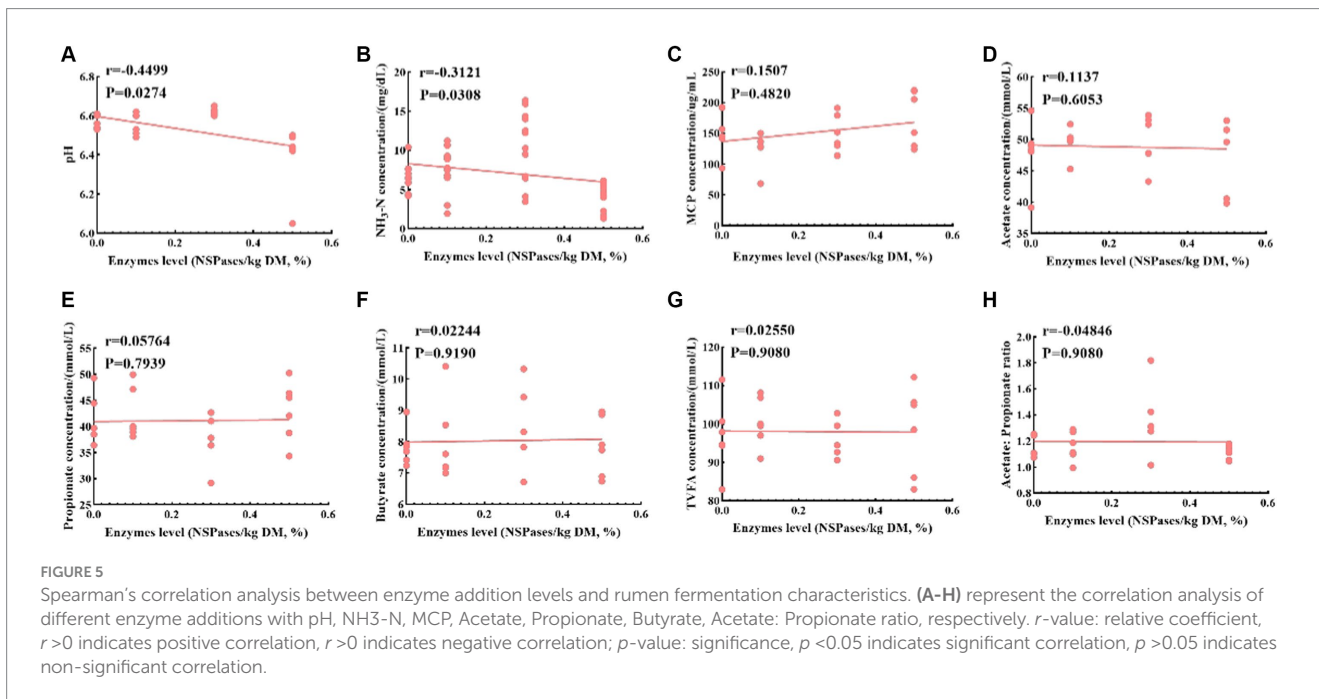 A
r=-0.4499
P=0.0274
pH
6.8
6.6
6.4
6.2
6.0
0.0 0.2 0.4 0.6
Enzymes level (NSPases/kg DM, %)
B
r=-0.3121
P=0.0308
NH3-N concentration/(mg/dL)
20
15
10
5
0
0.0 0.2 0.4 0.6
Enzymes level (NSPases/kg DM, %)
C
r=0.1507
P=0.4820
MCP concentration/ug/mL
250
200
150
100
50
0
0.0 0.2 0.4 0.6
Enzymes level (NSPases/kg DM, %)
D
r=0.1137
P=0.6053
Acetate concentration/(mmol/L)
60
55
50
45
40
35
0.0 0.2 0.4 0.6
Enzymes level (NSPases/kg DM, %)
E
r=0.05764
P=0.7939
Propionate concentration/(mmol/L)
55
50
45
40
35
30
25
0.0 0.2 0.4 0.6
Enzymes level (NSPases/kg DM, %)
F
r=0.02244
P=0.9190
Butyrate concentration/(mmol/L)
11
10
9
8
7
6
0.0 0.2 0.4 0.6
Enzymes level (NSPases/kg DM, %)
G
r=0.02550
P=0.9080
TVFA concentration/(mmol/L)
120
110
100
90
80
0.0 0.2 0.4 0.6
Enzymes level (NSPases/kg DM, %)
H
r=-0.04846
P=0.9080
Acetate: Propionate ratio
2.0
1.8
1.6
1.4
1.2
1.0
0.8
0.0 0.2 0.4 0.6
Enzymes level (NSPases/kg DM, %)
FIGURE 5
Spearman's correlation analysis between enzyme addition levels and rumen fermentation characteristics. (A-H) represent the correlation analysis of
different enzyme additions with pH, NH3-N, MCP, Acetate, Propionate, Butyrate, Acetate: Propionate ratio, respectively. r-value: relative coefficient,
r >0 indicates positive correlation, r >0 indicates negative correlation; p-value: significance, p <0.05 indicates significant correlation, p >0.05 indicates
non-significant correlation.